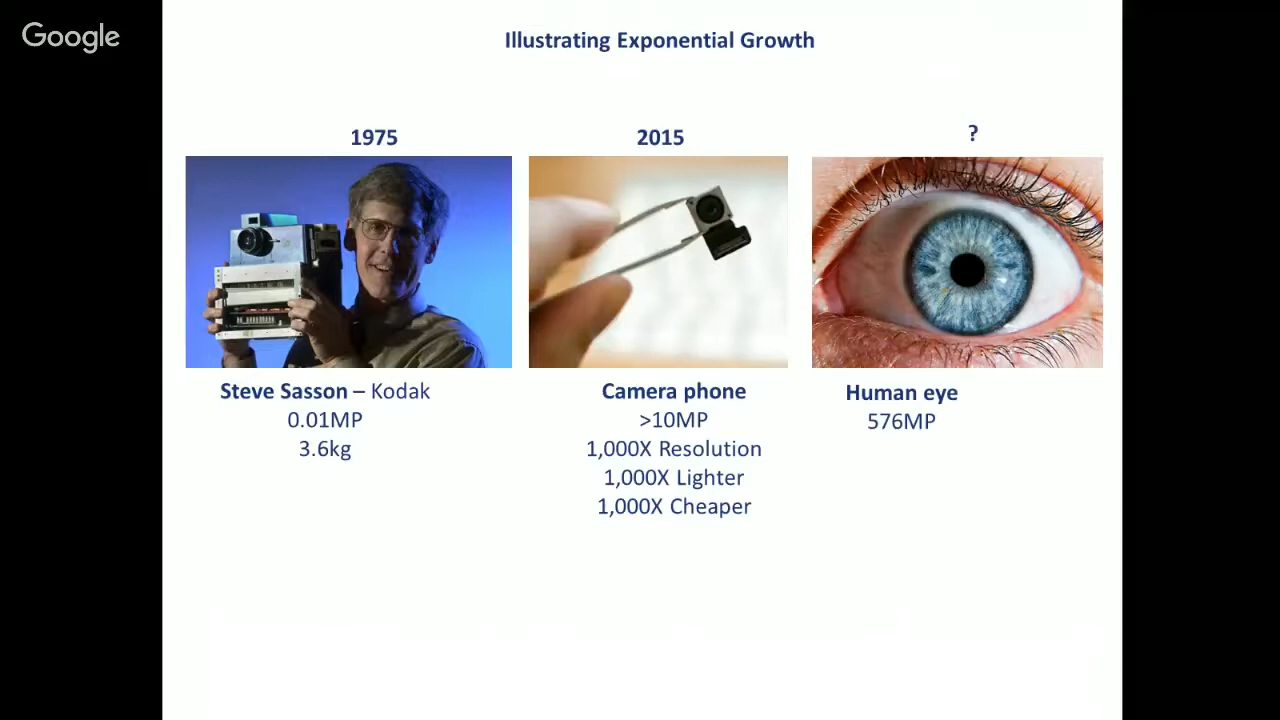 Google
Illustrating Exponential Growth
1975
2015
?
Steve Sasson – Kodak
0.01MP
3.6kg
Camera phone
>10MP
1,000X Resolution
1,000X Lighter
1,000X Cheaper
Human eye
576MP